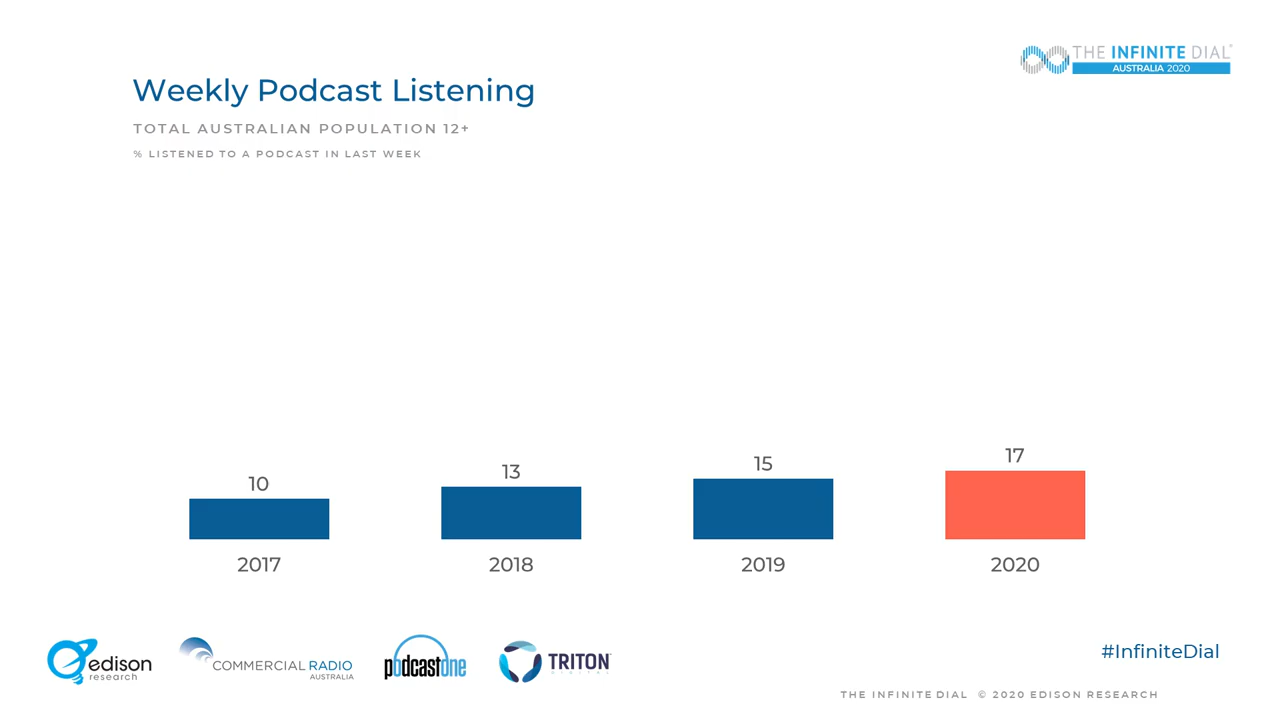 THE INFINITE DIAL®
AUSTRALIA 2020
Weekly Podcast Listening
TOTAL AUSTRALIAN POPULATION 12+
% LISTENED TO A PODCAST IN LAST WEEK
10
13
15
17
2017
2018
2019
2020
edison
research
COMMERCIAL RADIO
AUSTRALIA
podcastone
TRITON
DIGITAL
#InfiniteDial
THE INFINITE DIAL © 2020 EDISON RESEARCH